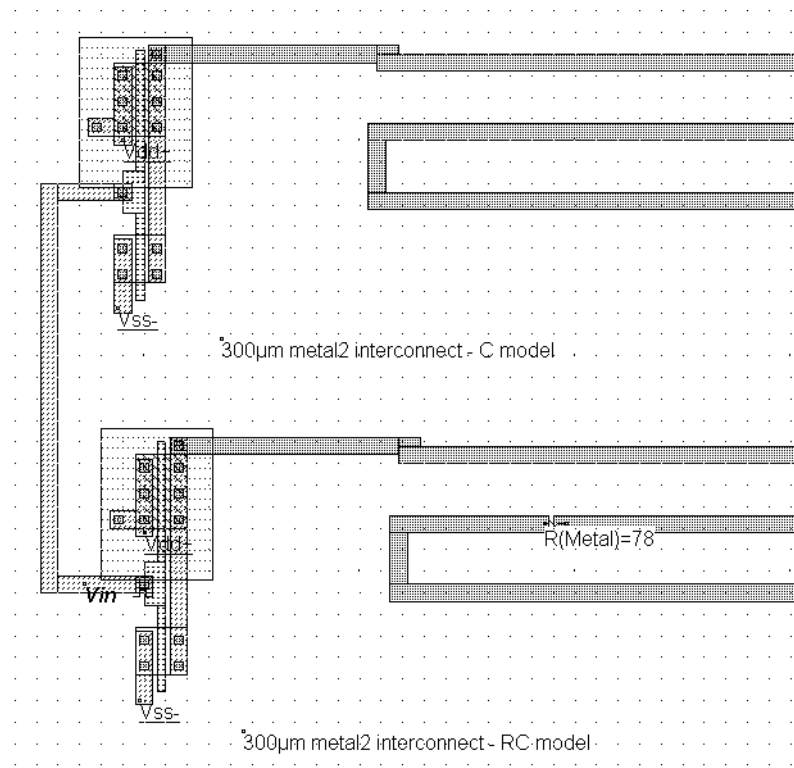 Vdd+
Vss-
300µm metal2 interconnect - C model
R(Metal)=78
Vdd+
Vin
Vss-
300µm metal2 interconnect - RC model